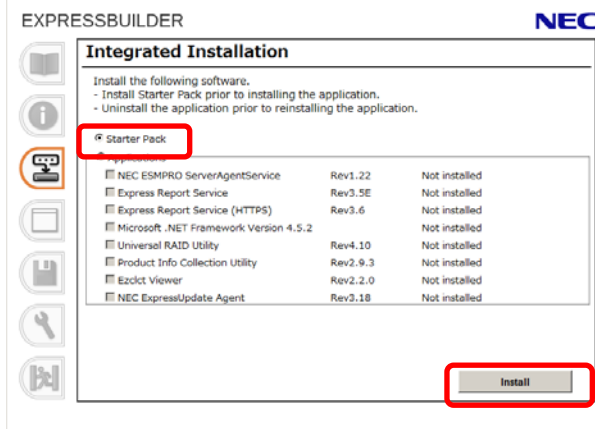 EXPRESSBUILDER
NEC
Integrated Installation
Install the following software.
- Install Starter Pack prior to installing the application.
- Uninstall the application prior to reinstalling the application.
Starter Pack
Applications
NEC ESMPRO ServerAgentService Rev1.22 Not installed
Express Report Service Rev3.5E Not installed
Express Report Service (HTTPS) Rev3.6 Not installed
Microsoft .NET Framework Version 4.5.2 Not installed
Universal RAID Utility Rev4.10 Not installed
Product Info Collection Utility Rev2.9.3 Not installed
Ezclct Viewer Rev2.2.0 Not installed
NEC ExpressUpdate Agent Rev3.18 Not installed
Install